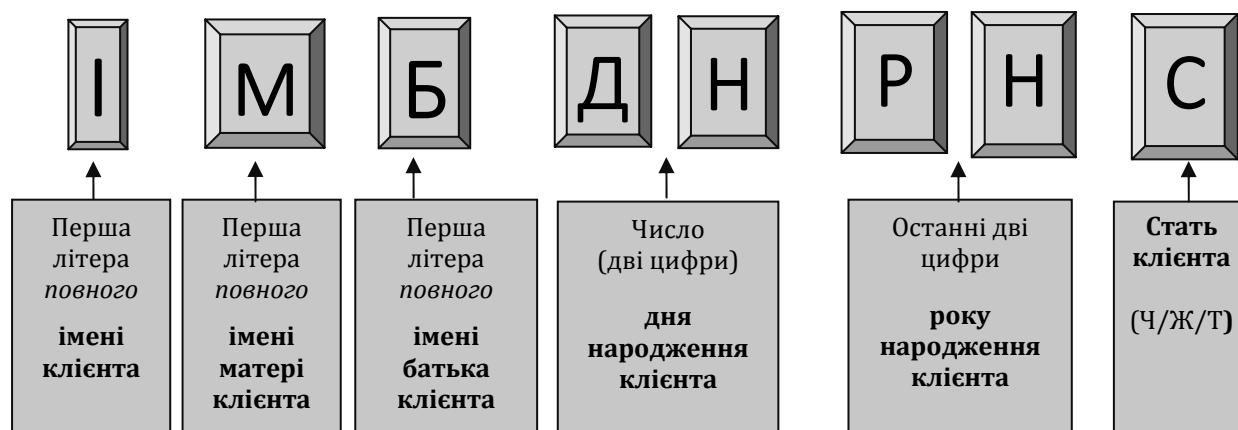 І М Б Д Н Р Н С
Перша
літера
повного
імені
клієнта
Перша
літера
повного
імені
матері
клієнта
Перша
літера
повного
імені
батька
клієнта
Число
(дві цифри)
дня
народження
клієнта
Останні дві
цифри
року
народження
клієнта
Стать
клієнта
(Ч/Ж/Т)